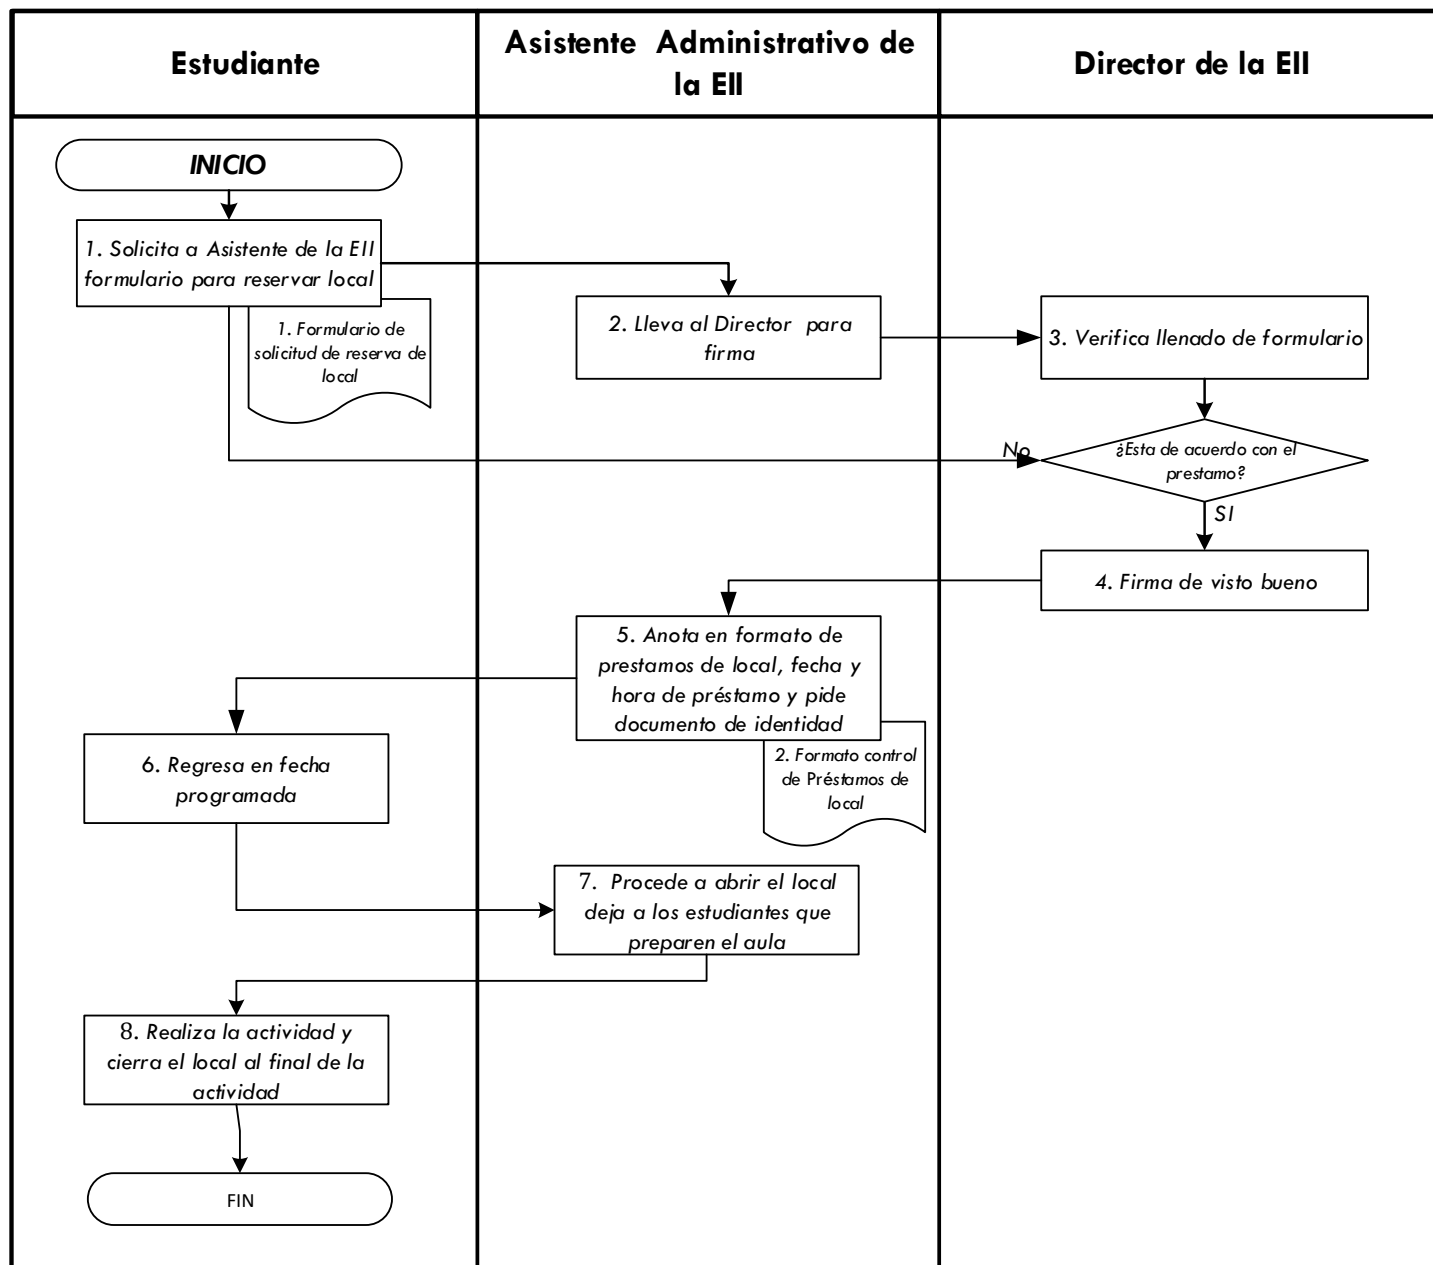 Estudiante
Asistente Administrativo de
la EII
Director de la EII
INICIO
1. Solicita a Asistente de la EII
formulario para reservar local
1. Formulario de
solicitud de reserva de
local
2. Lleva al Director para
firma
3. Verifica llenado de formulario
¿Esta de acuerdo con el
prestamo?
No
SI
4. Firma de visto bueno
5. Anota en formato de
prestamos de local, fecha y
hora de préstamo y pide
documento de identidad
2. Formato control
de Préstamos de
local
6. Regresa en fecha
programada
7. Procede a abrir el local
deja a los estudiantes que
preparen el aula
8. Realiza la actividad y
cierra el local al final de la
actividad
FIN